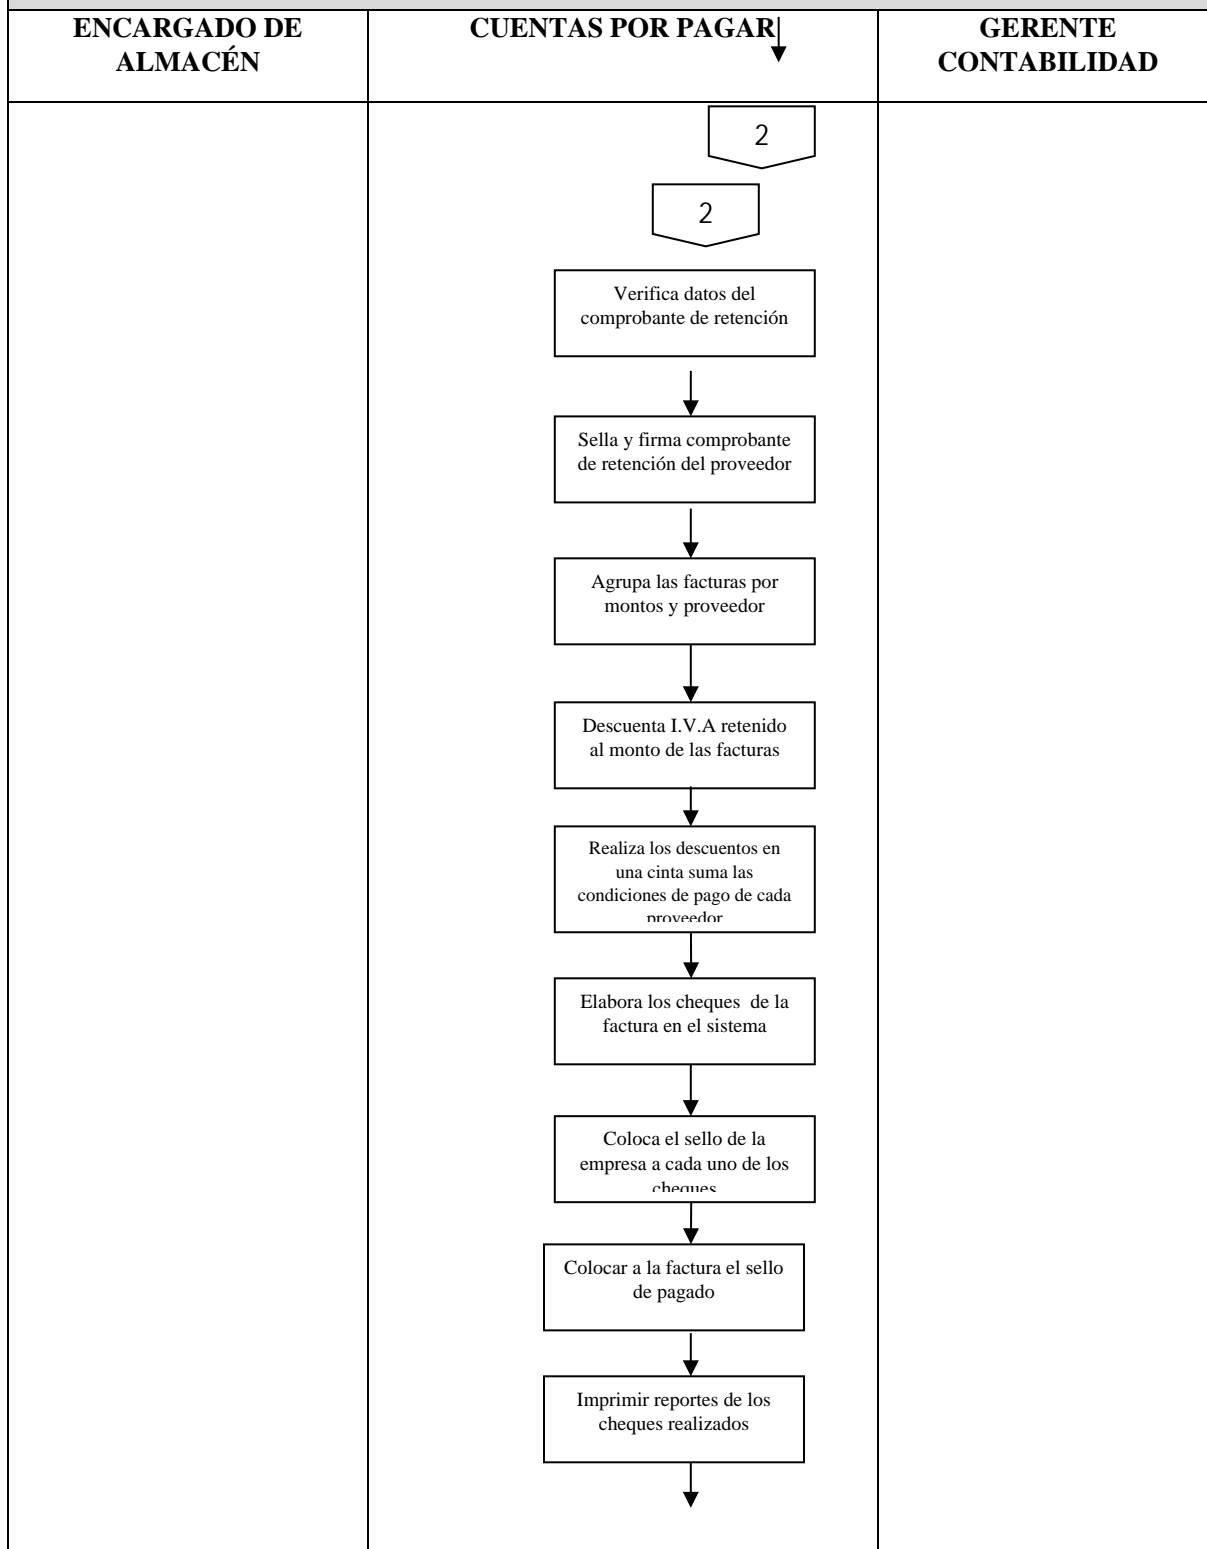 ENCARGADO DE
ALMACÉN
CUENTAS POR PAGAR
GERENTE
CONTABILIDAD
2
2
Verifica datos del
comprobante de retención
Sella y firma comprobante
de retención del proveedor
Agrupa las facturas por
montos y proveedor
Descuenta I.V.A retenido
al monto de las facturas
Realiza los descuentos en
una cinta suma las
condiciones de pago de cada
proveedor
Elabora los cheques de la
factura en el sistema
Coloca el sello de la
empresa a cada uno de los
cheques
Colocar a la factura el sello
de pagado
Imprimir reportes de los
cheques realizados